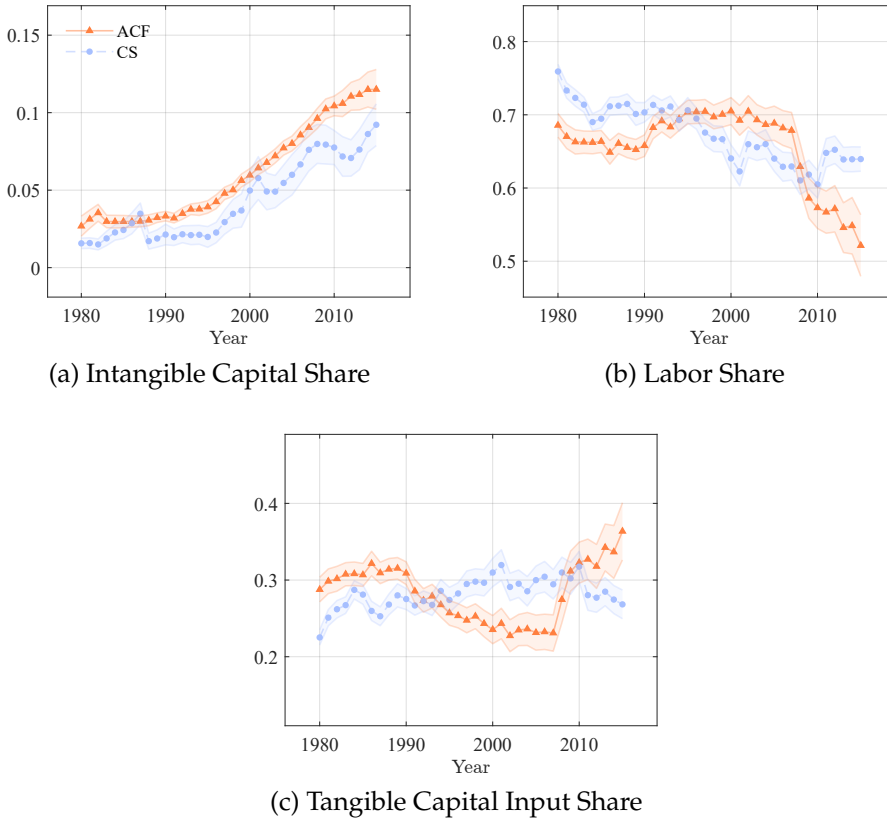 0.15
ACF
CS
0.1
0.05
0
1980 1990 2000 2010
Year
(a) Intangible Capital Share
0.8
0.7
0.6
0.5
1980 1990 2000 2010
Year
(b) Labor Share
0.4
0.3
0.2
1980 1990 2000 2010
Year
(c) Tangible Capital Input Share